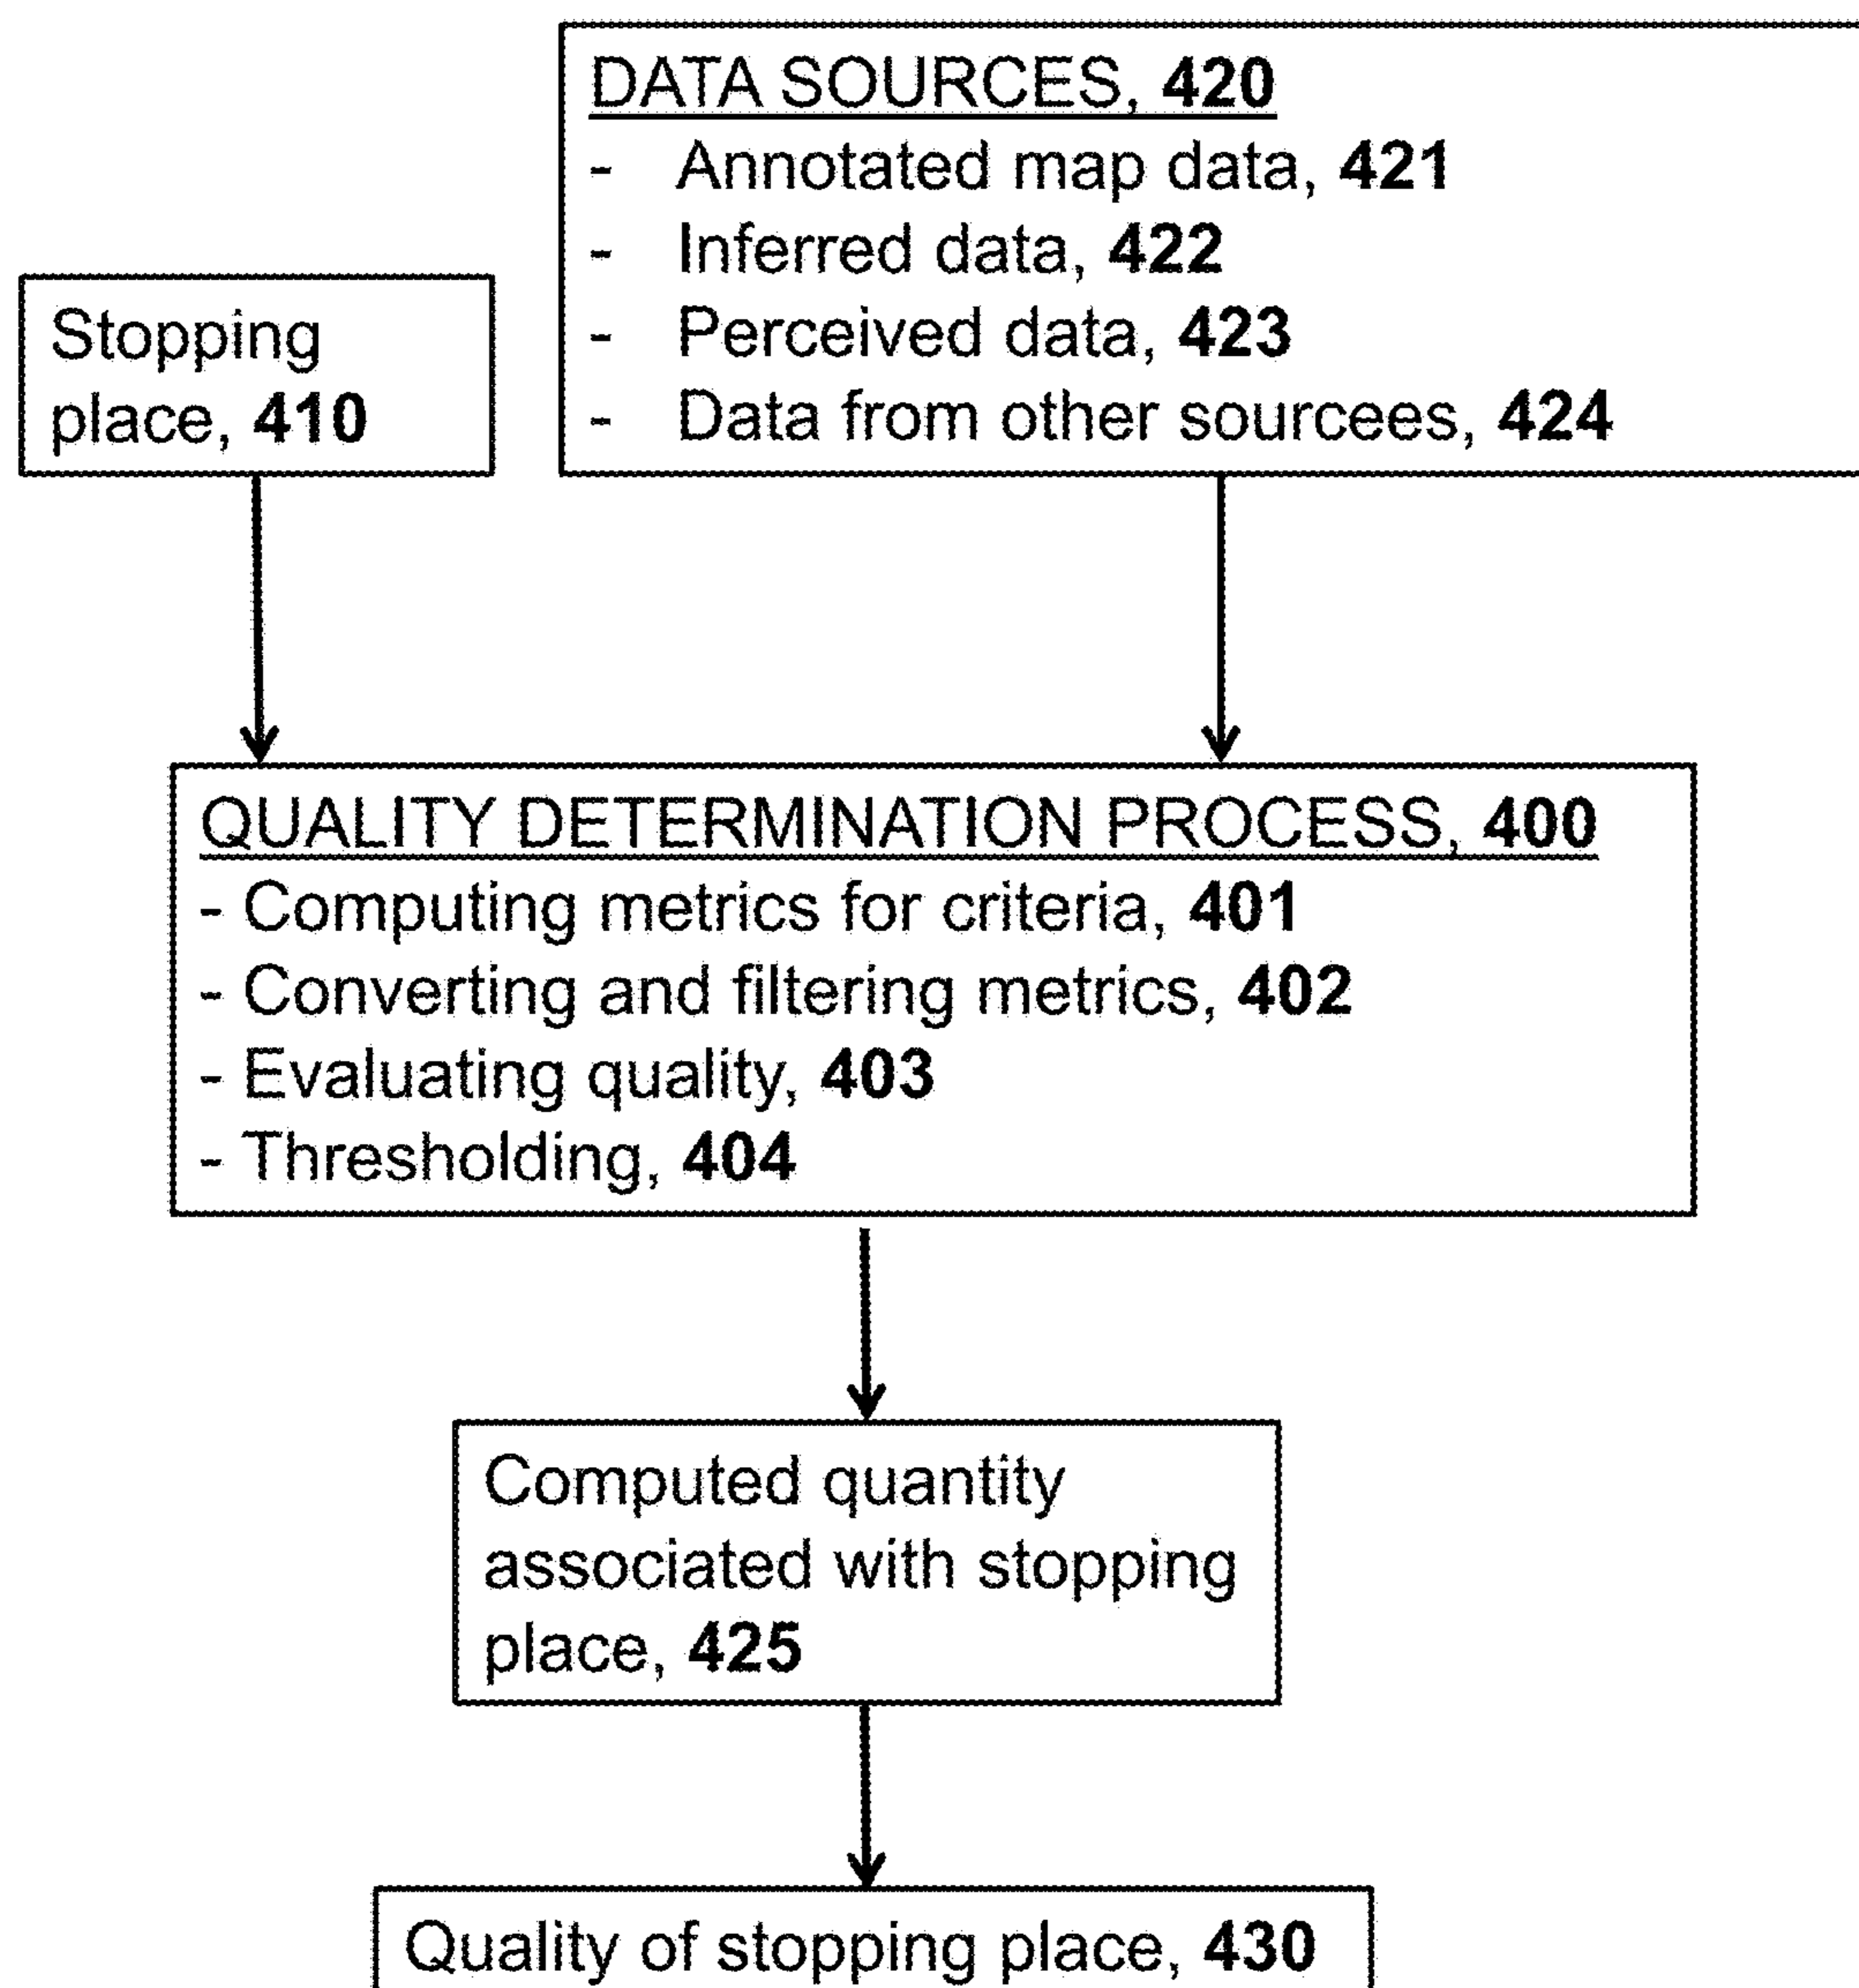 DATA SOURCES, 420
- Annotated map data, 421
- Inferred data, 422
- Perceived data, 423
- Data from other sourcees, 424
Stopping
place, 410
QUALITY DETERMINATION PROCESS, 400
- Computing metrics for criteria, 401
- Converting and filtering metrics, 402
- Evaluating quality, 403
- Thresholding, 404
Computed quantity
associated with stopping
place, 425
Quality of stopping place, 430